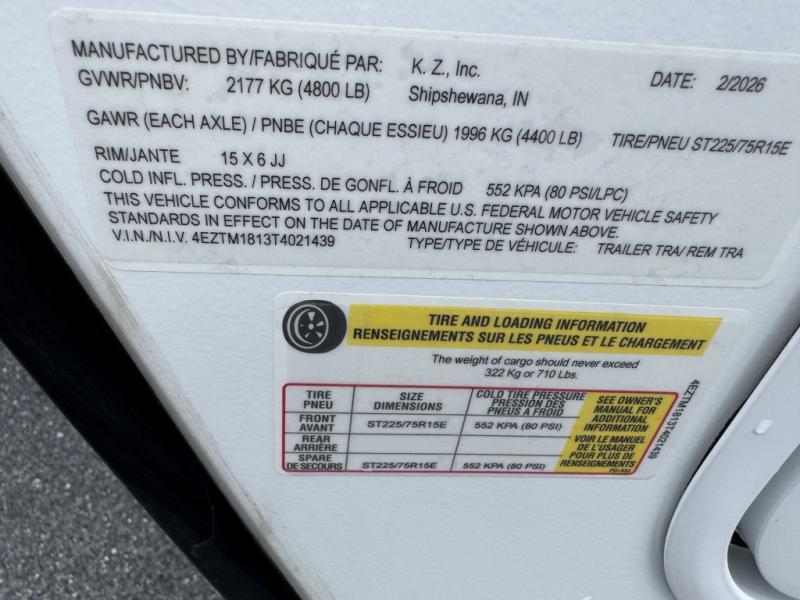 MANUFACTURED BY/FABRIQUÉ PAR: K. Z., Inc. DATE: 2/2026
GVWR/PNBV: 2177 KG (4800 LB) Shipshewana, IN
GAWR (EACH AXLE) / PNBE (CHAQUE ESSIEU) 1996 KG (4400 LB) TIRE/PNEU ST225/75R15E
RIM/JANTE 15 X 6 JJ
COLD INFL. PRESS. / PRESS. DE GONFL. À FROID 552 KPA (80 PSI/LPC)
THIS VEHICLE CONFORMS TO ALL APPLICABLE U.S. FEDERAL MOTOR VEHICLE SAFETY
STANDARDS IN EFFECT ON THE DATE OF MANUFACTURE SHOWN ABOVE.
V.I.N./N.I.V. 4EZTM1813T4021439 TYPE/TYPE DE VÉHICULE: TRAILER TRA/ REM TRA
TIRE AND LOADING INFORMATION
RENSEIGNEMENTS SUR LES PNEUS ET LE CHARGEMENT
The weight of cargo should never exceed
322 Kg or 710 Lbs.
TIRE
PNEU
SIZE
DIMENSIONS
COLD TIRE PRESSURE
PRESSION DES
PNEUS A FROID
FRONT
AVANT
ST225/75R15E
552 KPA (80 PSI)
REAR
ARRIÈRE
SPARE
DE SECOURS
ST225/75R15E
552 KPA (80 PSI)
SEE OWNER'S
MANUAL FOR
ADDITIONAL
INFORMATION
VOIR LE MANUEL
DE L'USAGER
POUR PLUS DE
RENSEIGNEMENTS
4EZTM1813T4021439